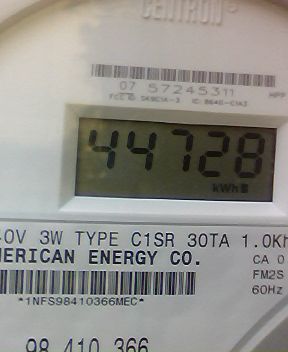 CENTRON®
07 57245311
44728
kWh
40V 3W TYPE C1SR 30TA 1.0Kh
MERICAN ENERGY CO.
CA 0
FM2S
60Hz
*1NFS98410366MEC*
98 410 366